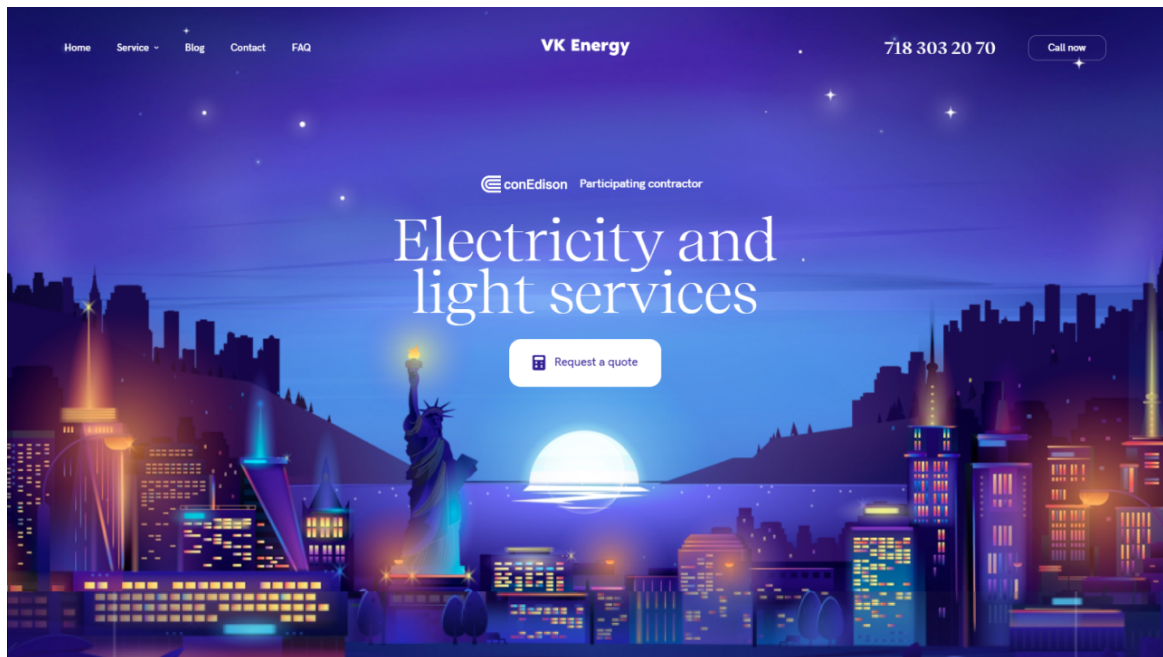 Home Service Blog Contact FAQ VK Energy 718 303 20 70 Call now
conEdison Participating contractor
Electricity and
light services
Request a quote